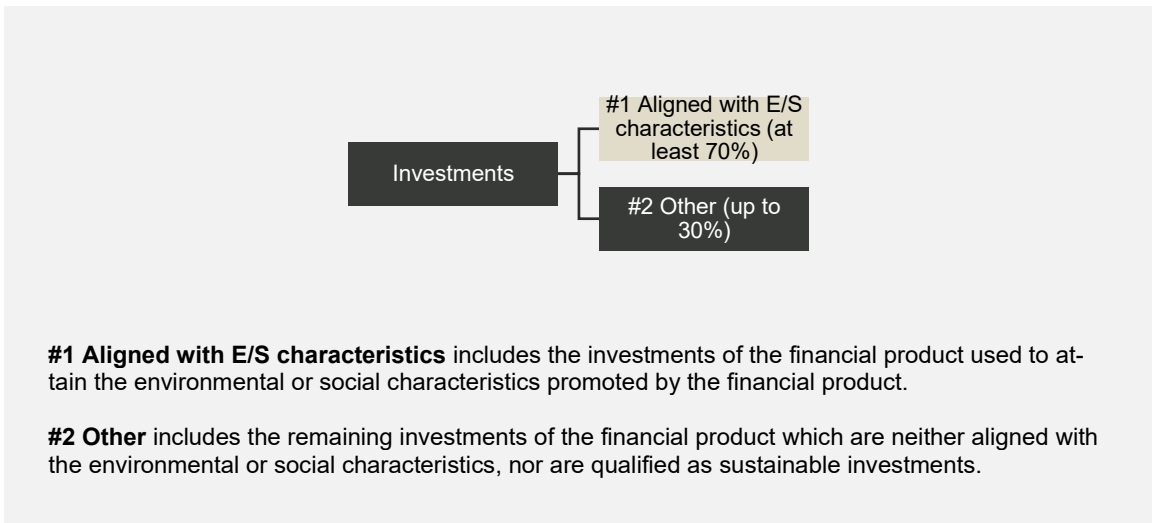 #1 Aligned with E/S
characteristics (at
least 70%)
Investments
#2 Other (up to
30%)
#1 Aligned with E/S characteristics includes the investments of the financial product used to at-
tain the environmental or social characteristics promoted by the financial product.
#2 Other includes the remaining investments of the financial product which are neither aligned with
the environmental or social characteristics, nor are qualified as sustainable investments.